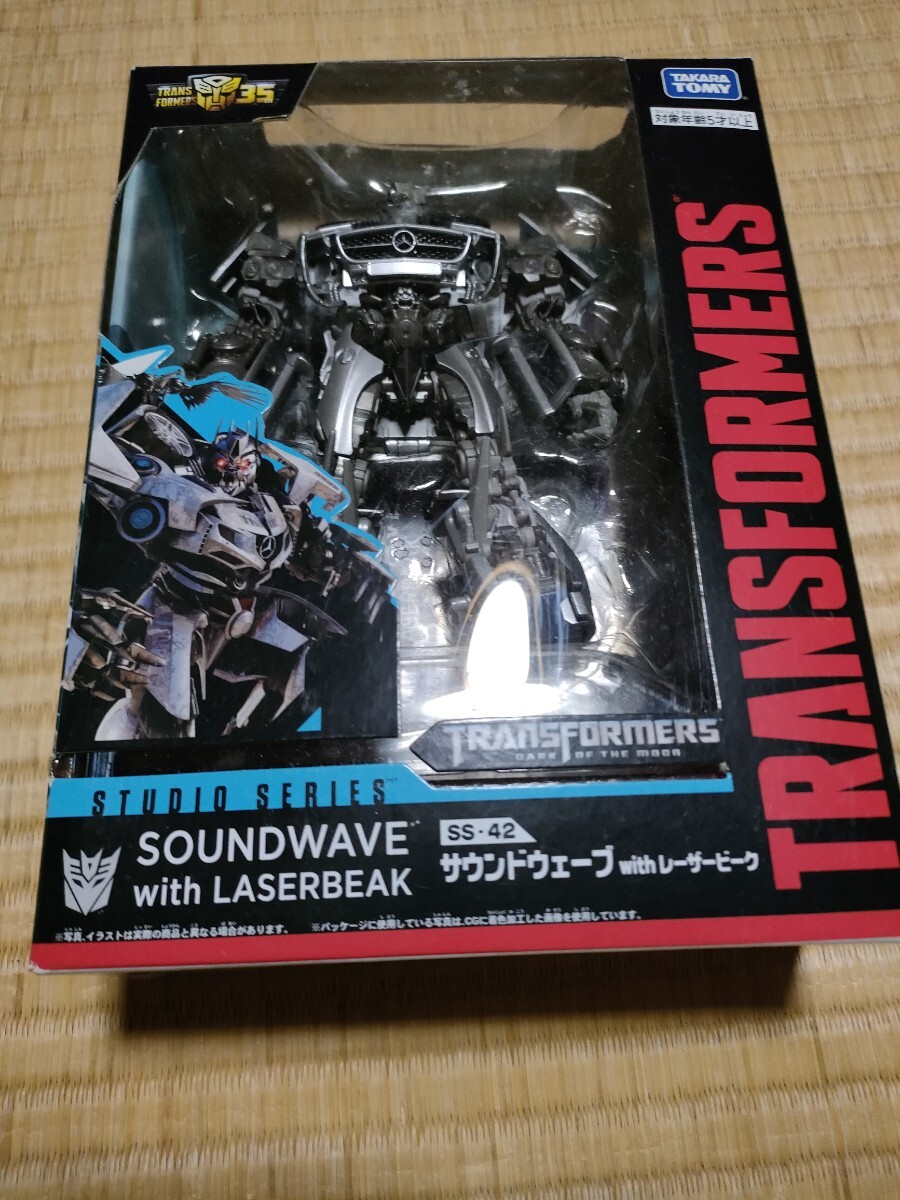 TRANS
FORMERS 35
TAKARA
TOMY
対象年齢5才以上
TRANSFORMERS
TRANSFORMERS
DARK OF THE MOON
STUDIO SERIES™
SOUNDWAVE
with LASERBEAK
SS-42
サウンドウェーブ withレーザービーク
※写真、イラストは実際の商品と異なる場合があります。 ※パッケージに使用している写真は、CGに着色加工した画像を使用しています。